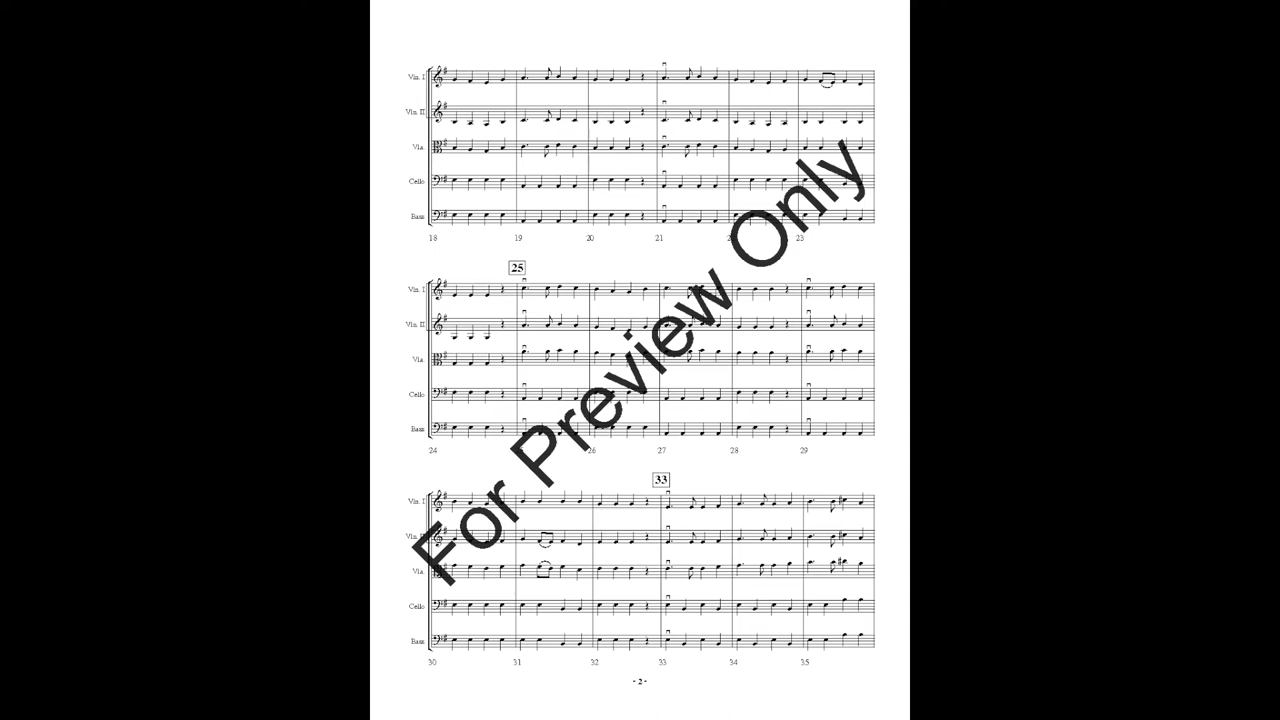 Vln. I
Vln. II
Vla.
Cello
Bass
18 19 20 21 23
25
Vln. I
Vln. II
Vla.
Cello
Bass
24 26 27 28 29
33
Vln. I
Vla.
Cello
Bass
30 31 32 33 34 35
- 2 -
For Preview Only